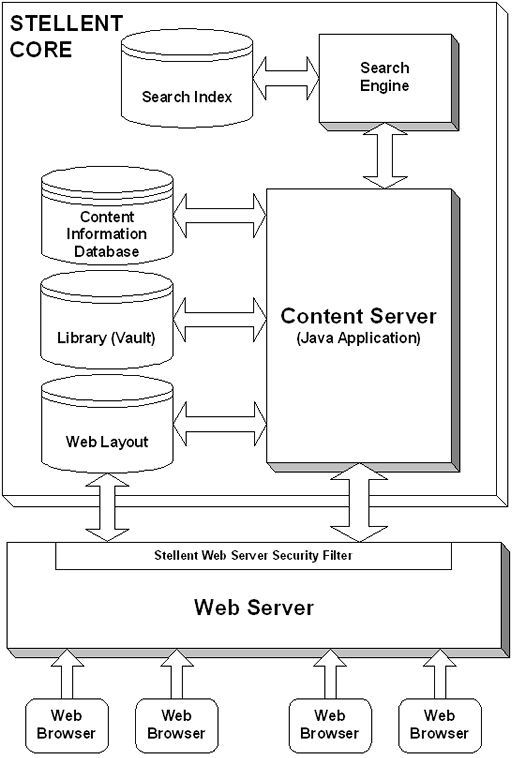 STELLENT
CORE
Search Index
Search
Engine
Content
Information
Database
Library (Vault)
Content Server
(Java Application)
Web Layout
Stellent Web Server Security Filter
Web Server
Web
Browser
Web
Browser
Web
Browser
Web
Browser